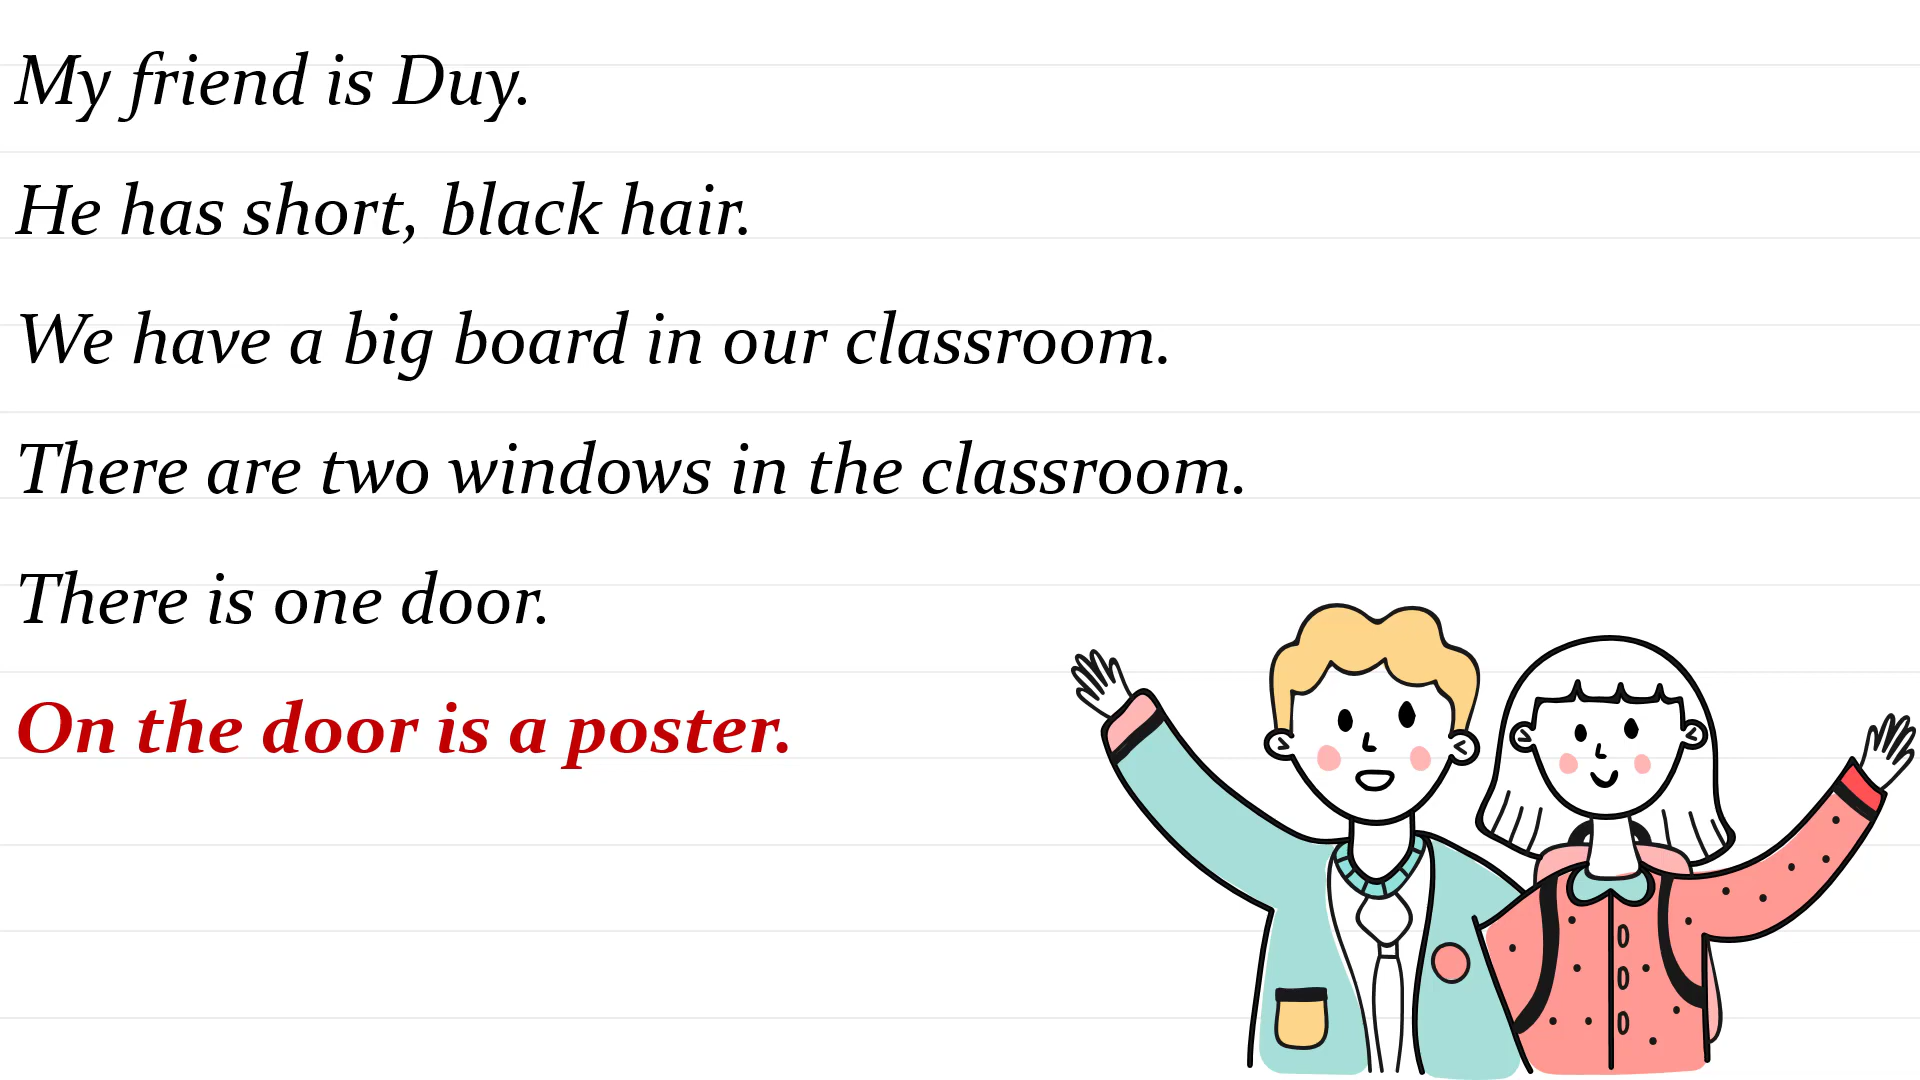 My friend is Duy.
He has short, black hair.
We have a big board in our classroom.
There are two windows in the classroom.
There is one door.
On the door is a poster.